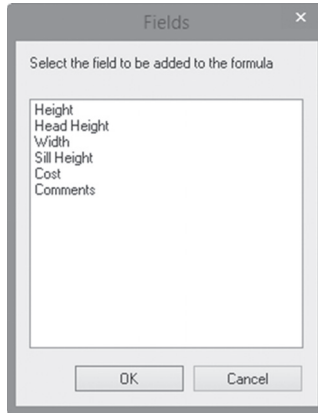 Fields
×
Select the field to be added to the formula
Height
Head Height
Width
Sill Height
Cost
Comments
OK
Cancel